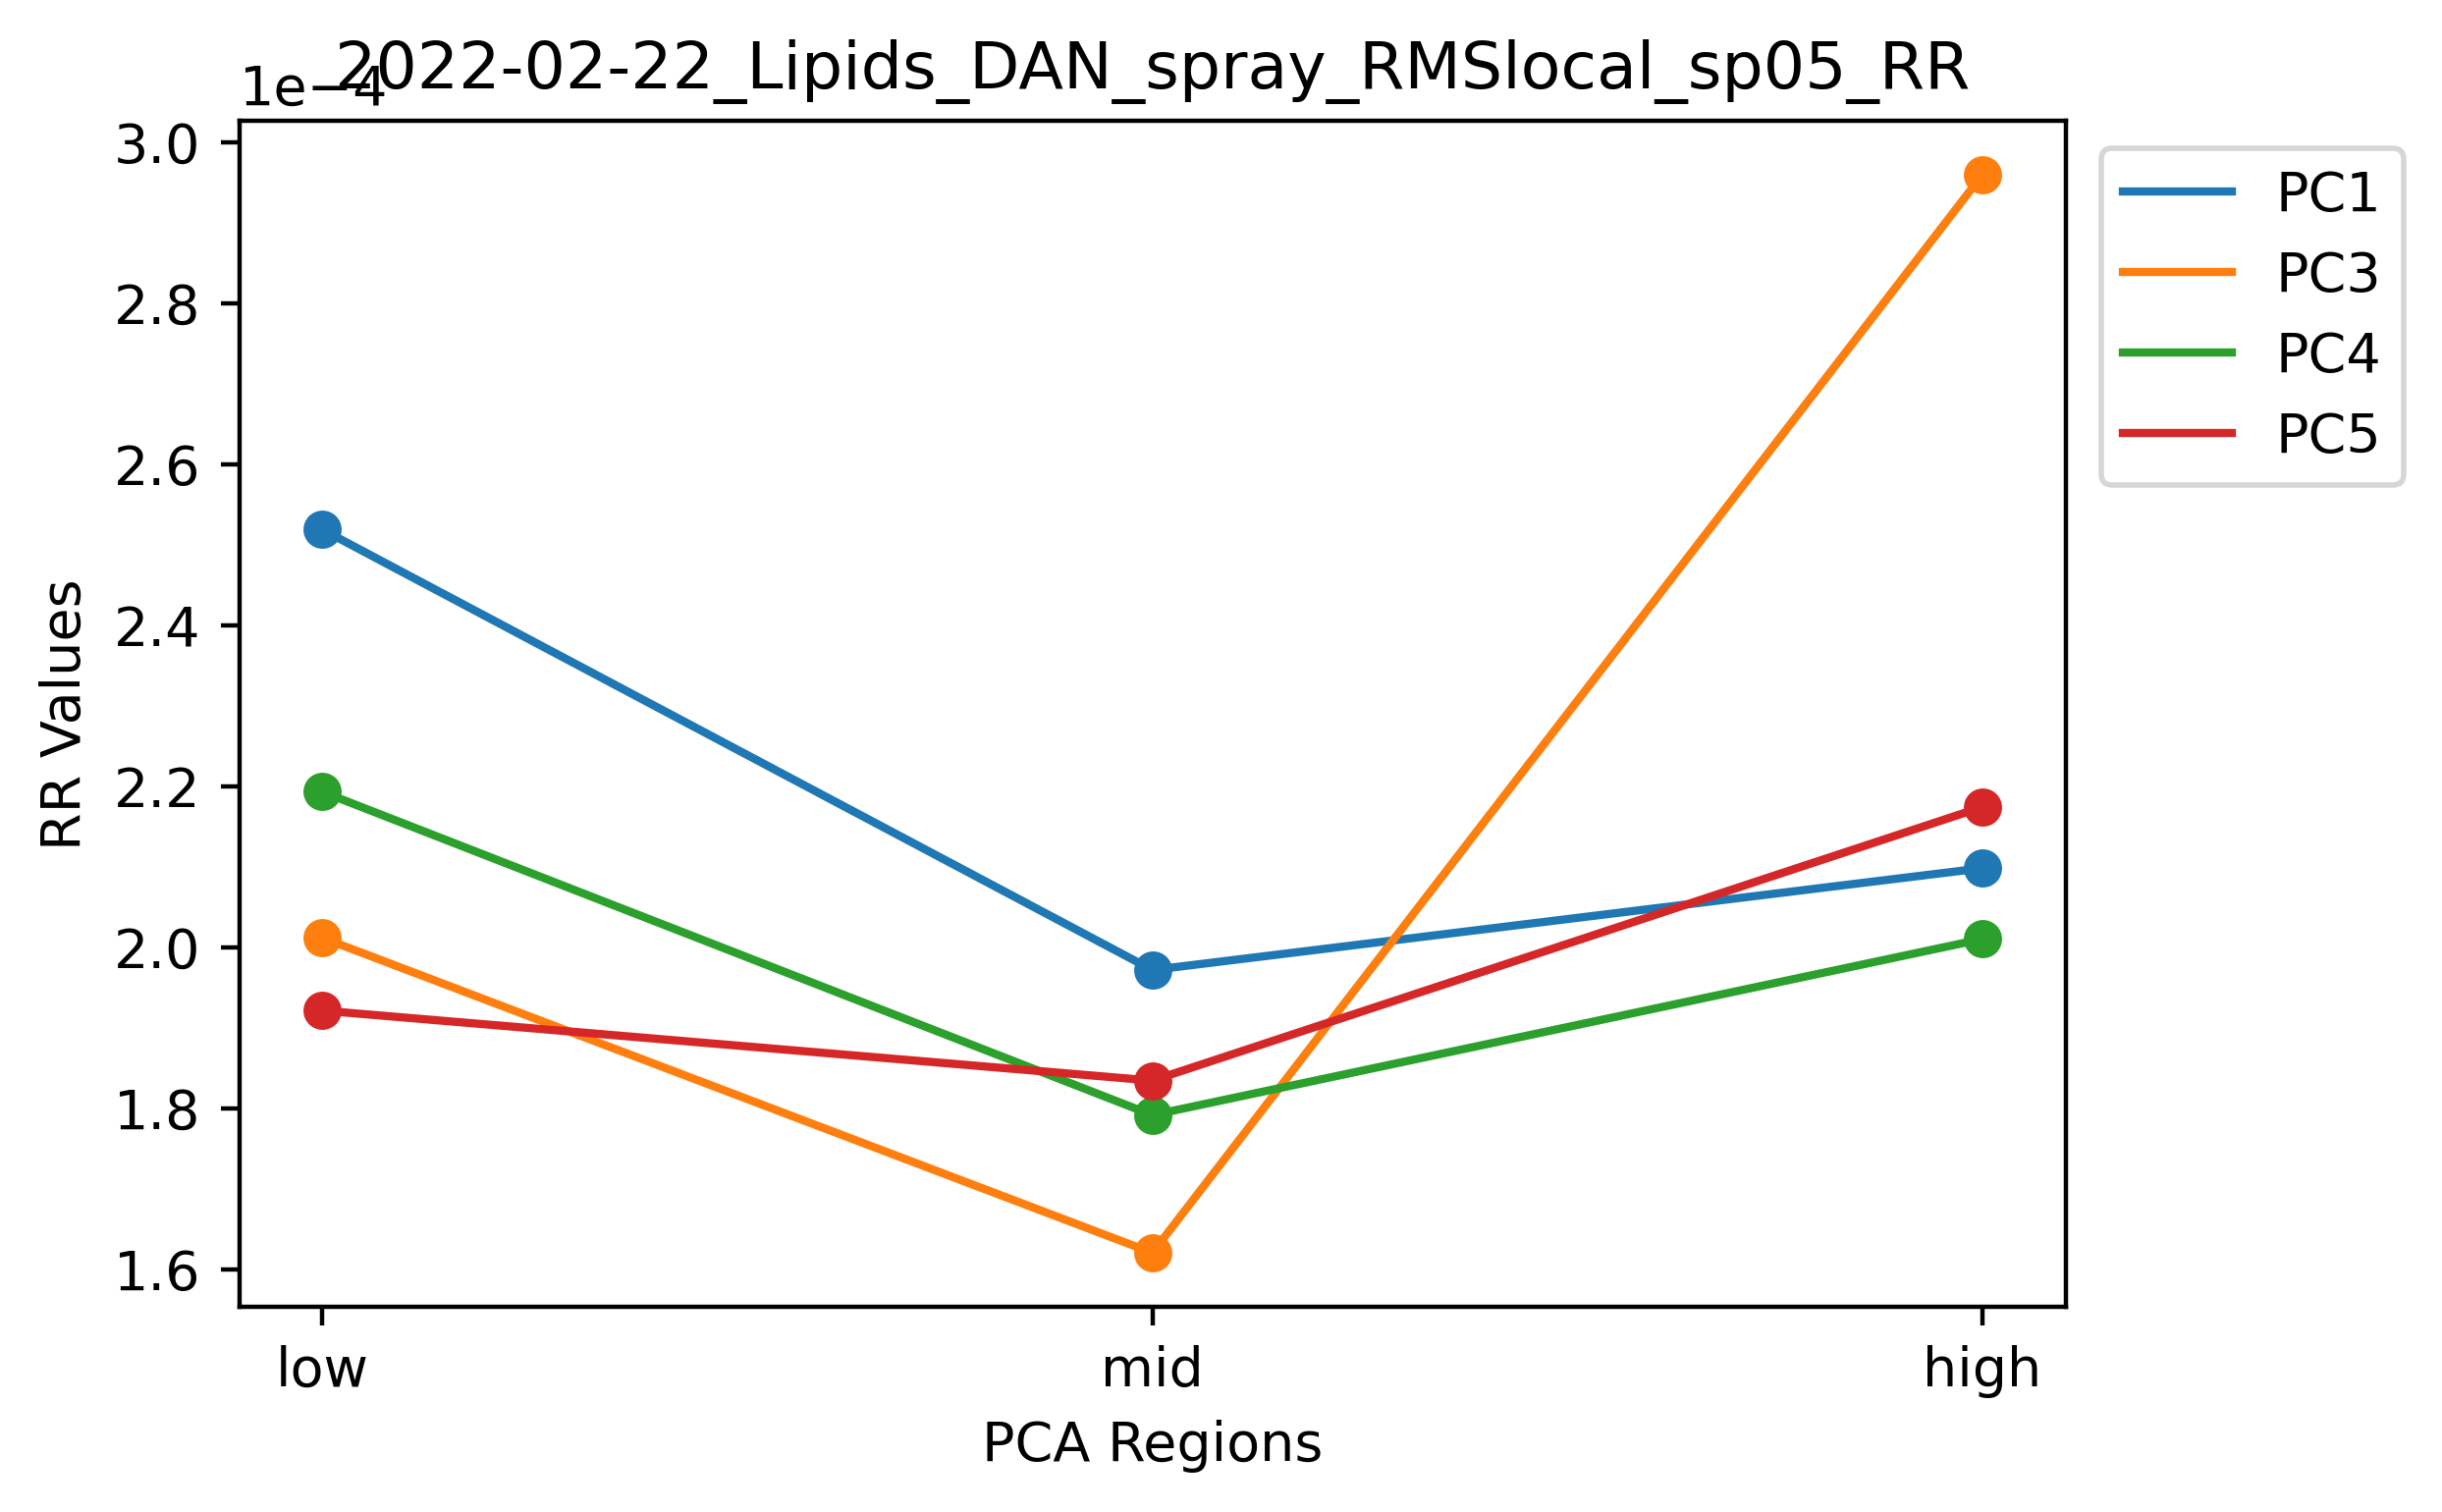 2022-02-22_Lipids_DAN_spray_RMSlocal_sp05_RR
1e−4
3.0
2.8
2.6
2.4
2.2
2.0
1.8
1.6
RR Values
low
mid
high
PCA Regions
PC1
PC3
PC4
PC5